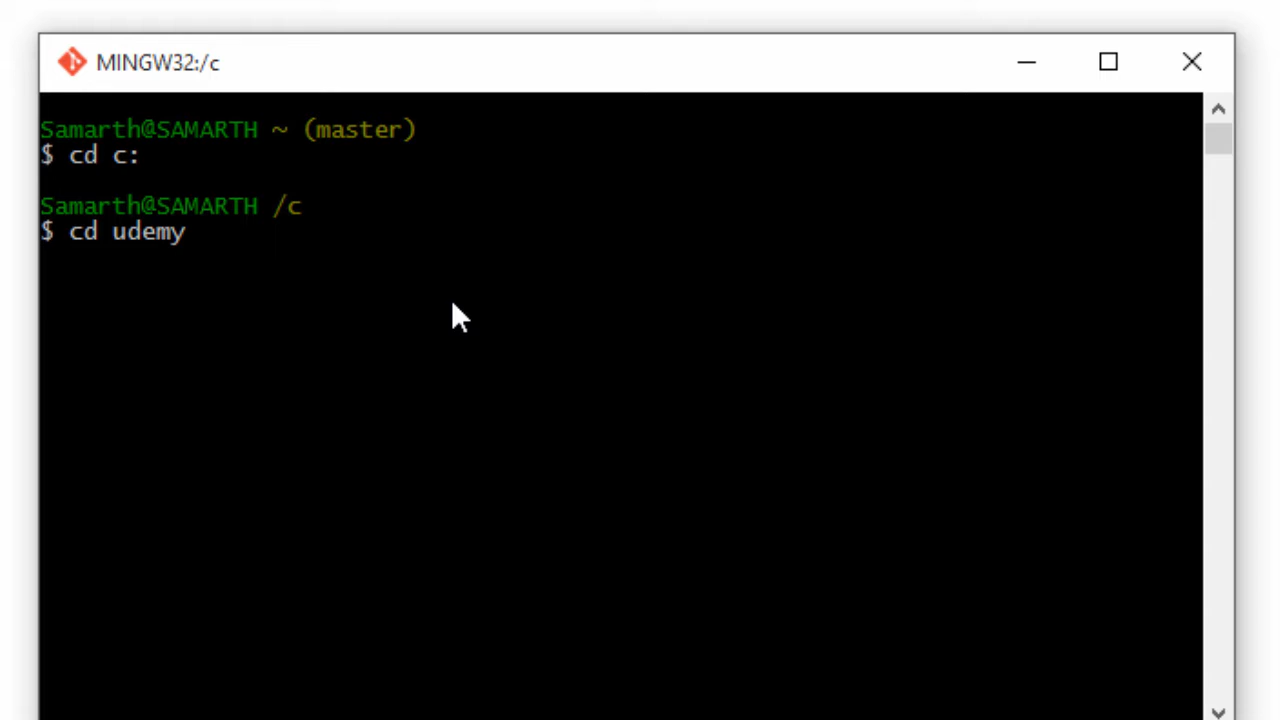 MINGW32:/c
Samarth@SAMARTH ~ (master)
$ cd c:
Samarth@SAMARTH /c
$ cd udemy